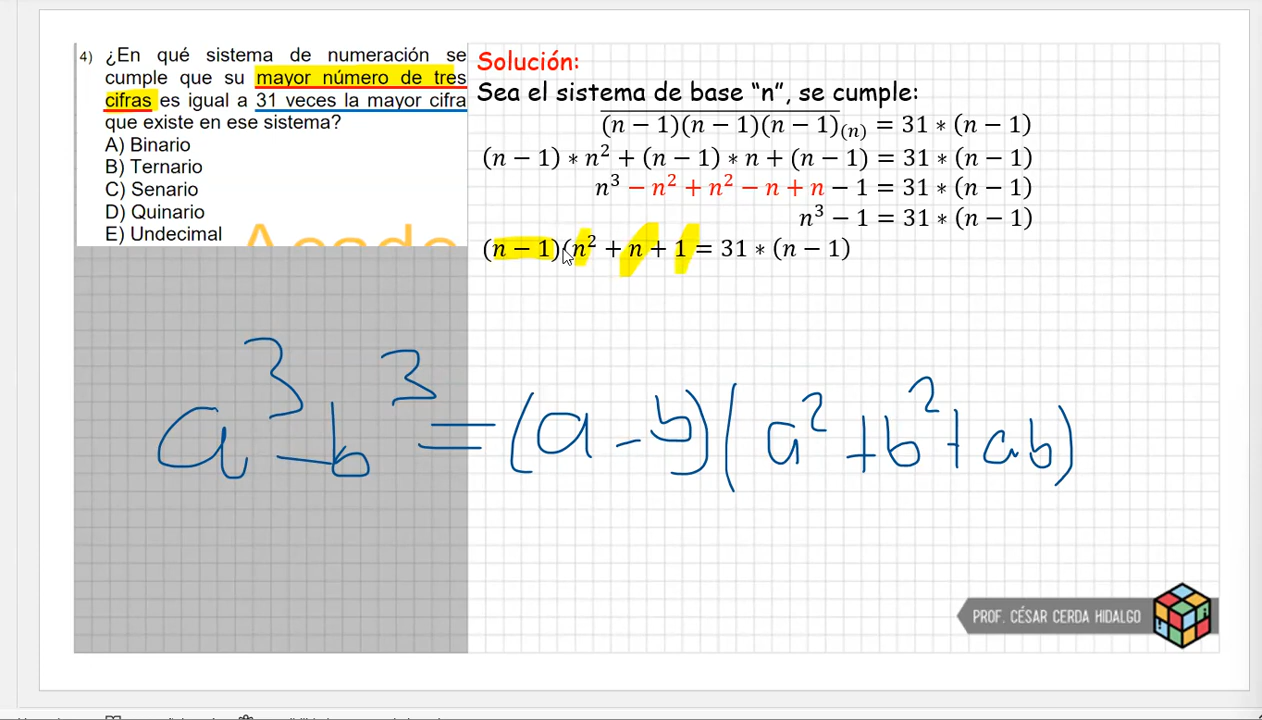 4) ¿En qué sistema de numeración se
cumple que su mayor número de tres
cifras es igual a 31 veces la mayor cifra
que existe en ese sistema?
A) Binario
B) Ternario
C) Senario
D) Quinario
E) Undecimal
Solución:
Sea el sistema de base “n”, se cumple:
(n − 1)(n − 1)(n − 1)₍ₙ₎ = 31 ∗ (n − 1)
(n − 1) ∗ n² + (n − 1) ∗ n + (n − 1) = 31 ∗ (n − 1)
n³ − n² + n² − n + n − 1 = 31 ∗ (n − 1)
n³ − 1 = 31 ∗ (n − 1)
(n − 1)(n² + n + 1 = 31 ∗ (n − 1)
a³ − b³ = (a − b)(a² + b² + ab)
PROF. CÉSAR CERDA HIDALGO